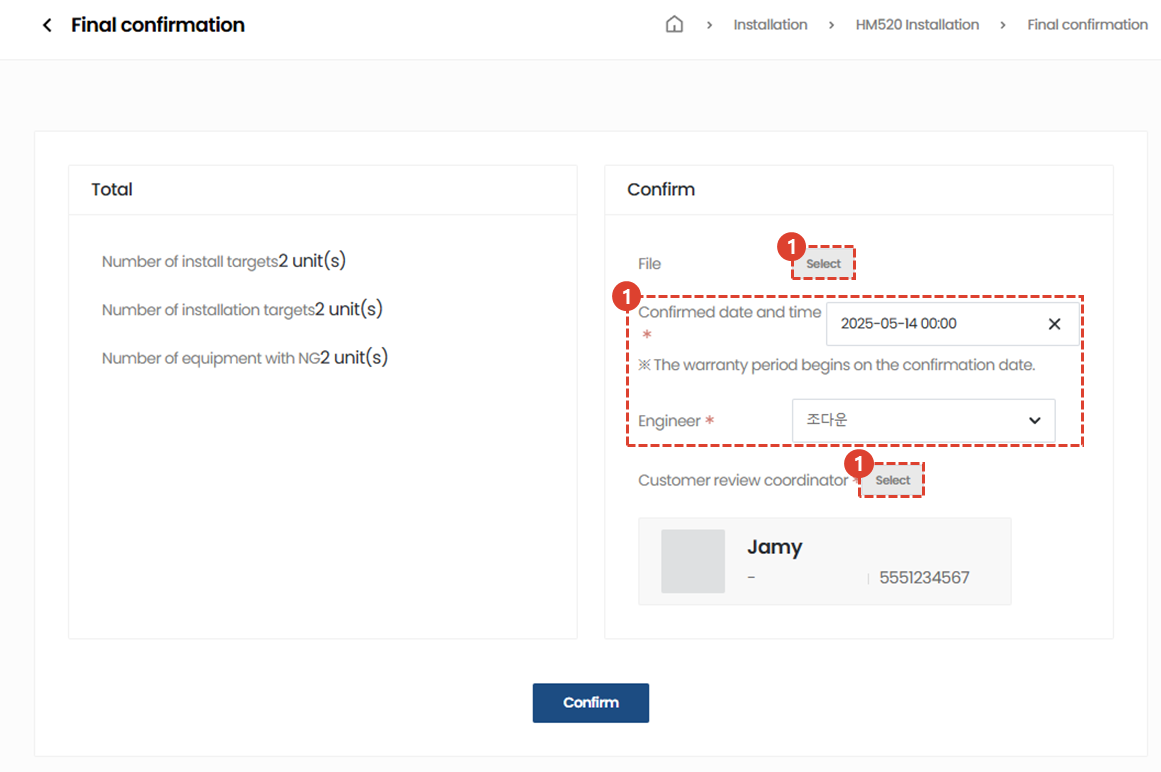 Final confirmation
Installation > HM520 Installation > Final confirmation
Total
Number of install targets2 unit(s)
Number of installation targets2 unit(s)
Number of equipment with NG2 unit(s)
Confirm
1
File Select
1
Confirmed date and time 2025-05-14 00:00
*
※ The warranty period begins on the confirmation date.
Engineer * 조다운
1
Customer review coordinator * Select
Jamy
- | 5551234567
Confirm